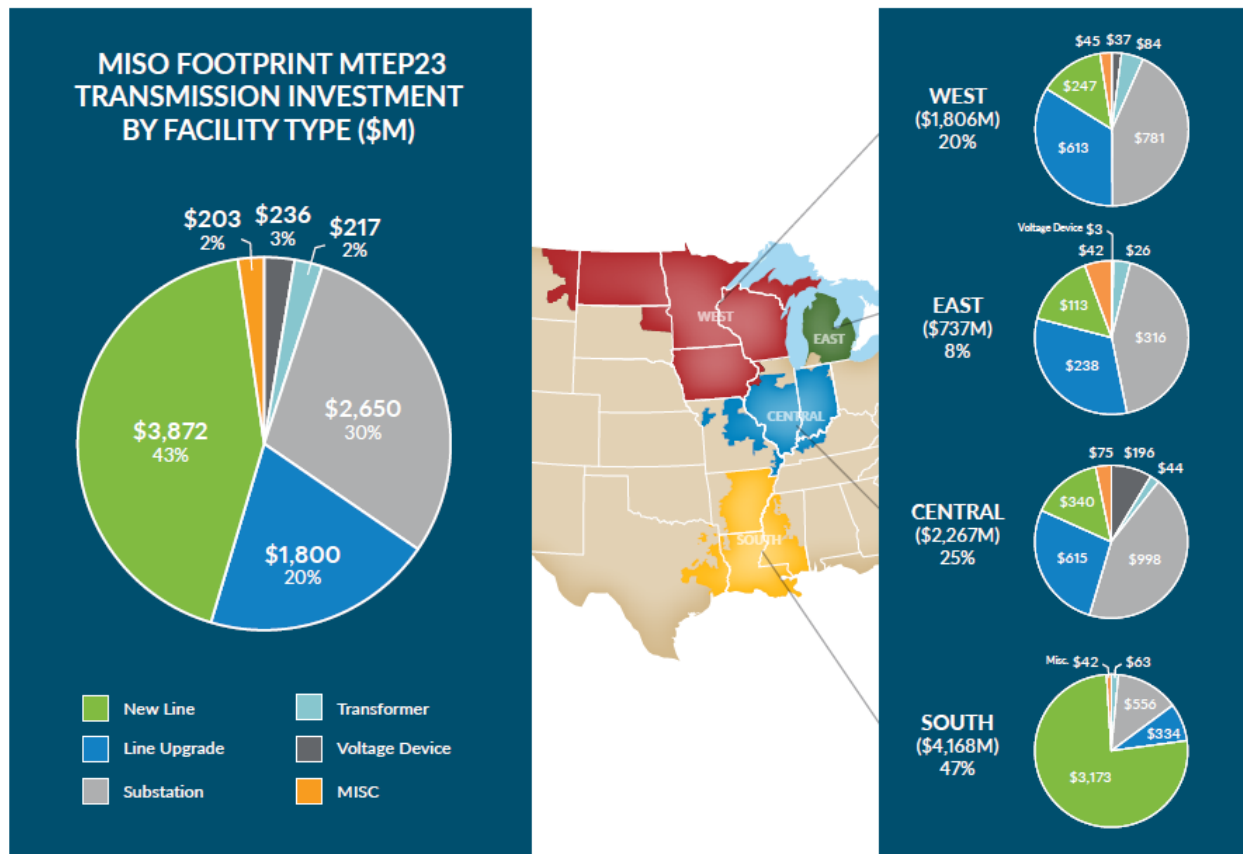 MISO FOOTPRINT MTEP23
TRANSMISSION INVESTMENT
BY FACILITY TYPE ($M)
$203
2%
$236
3%
$217
2%
$2,650
30%
$1,800
20%
$3,872
43%
New Line
Line Upgrade
Substation
Transformer
Voltage Device
MISC
WEST
EAST
CENTRAL
SOUTH
WEST
($1,806M)
20%
$45
$37
$84
$247
$613
$781
EAST
($737M)
8%
Voltage Device $3
$42
$26
$113
$238
$316
CENTRAL
($2,267M)
25%
$75
$196
$44
$340
$615
$998
SOUTH
($4,168M)
47%
Misc. $42
$63
$556
$334
$3,173